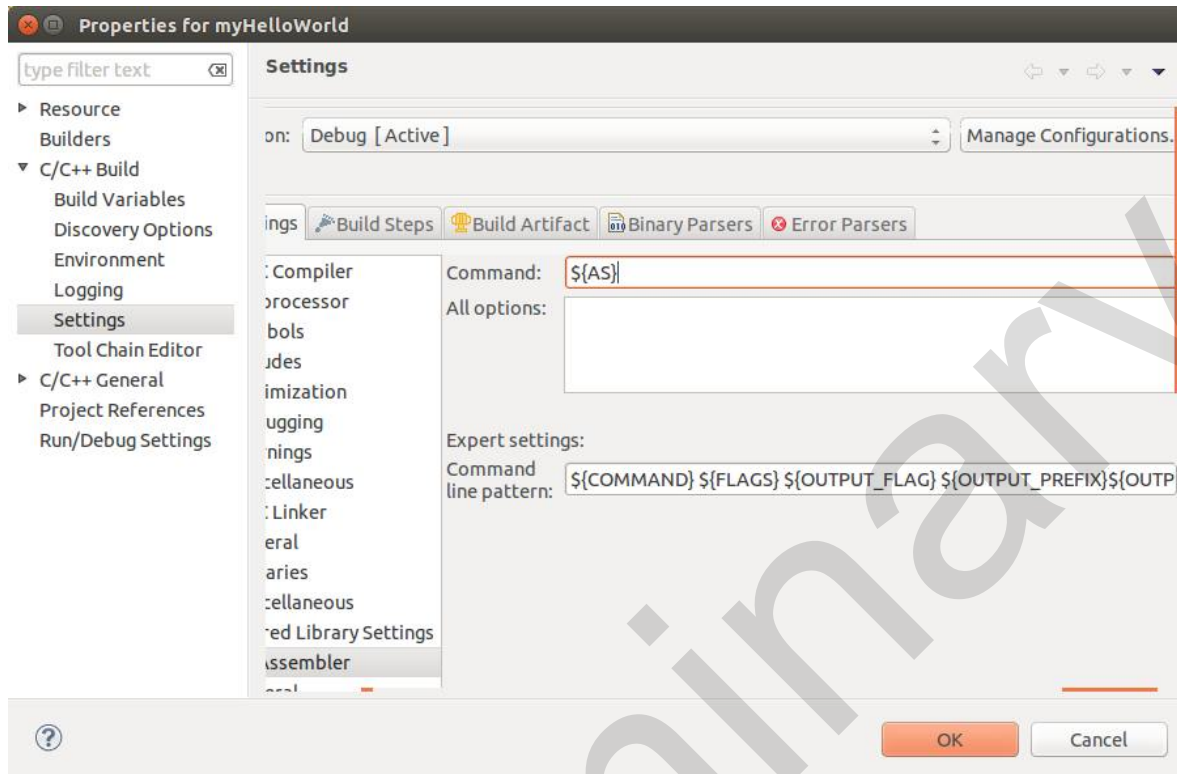 Properties for myHelloWorld
type filter text
Settings
Resource
Builders
C/C++ Build
Build Variables
Discovery Options
Environment
Logging
Settings
Tool Chain Editor
C/C++ General
Project References
Run/Debug Settings
on: Debug [ Active ] Manage Configurations.
ings Build Steps Build Artifact Binary Parsers Error Parsers
C Compiler
processor
bols
udes
imization
ugging
rnings
cellaneous
C Linker
eral
aries
cellaneous
red Library Settings
Assembler
Command: ${AS}
All options:
Expert settings:
Command
line pattern: ${COMMAND} ${FLAGS} ${OUTPUT_FLAG} ${OUTPUT_PREFIX}${OUTP
OK Cancel